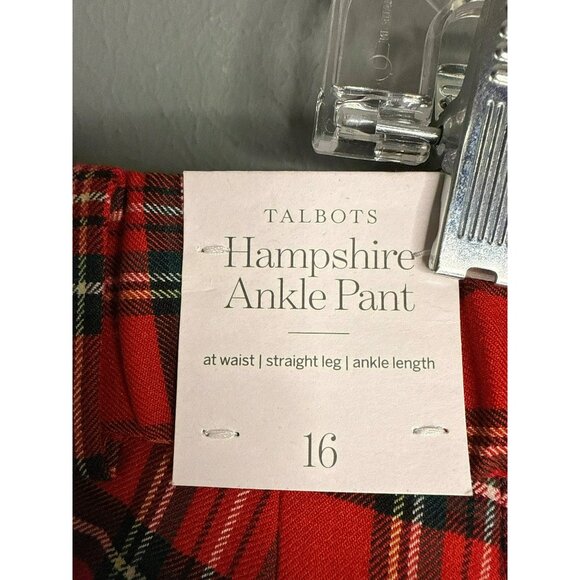 TALBOTS
Hampshire
Ankle Pant
at waist | straight leg | ankle length
16